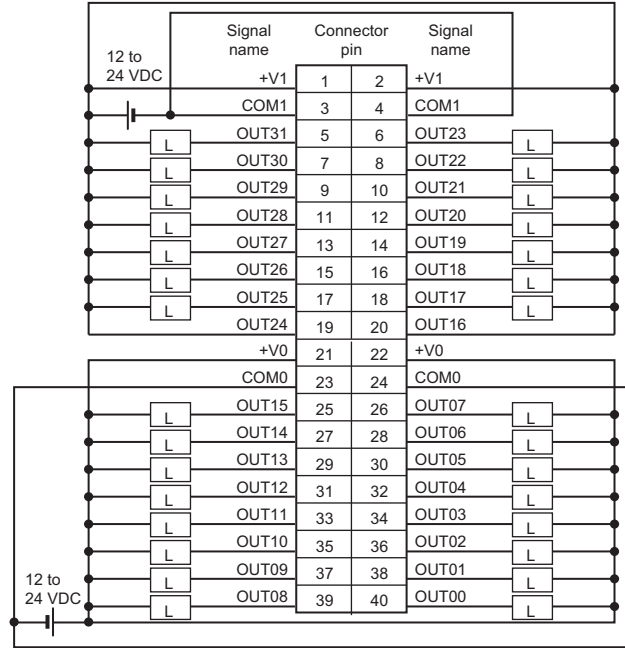 Signal name Connector pin Signal name
12 to
24 VDC
+V1 1 2 +V1
COM1 3 4 COM1
OUT31 5 6 OUT23
L L
OUT30 7 8 OUT22
L L
OUT29 9 10 OUT21
L L
OUT28 11 12 OUT20
L L
OUT27 13 14 OUT19
L L
OUT26 15 16 OUT18
L L
OUT25 17 18 OUT17
L L
OUT24 19 20 OUT16
+V0 21 22 +V0
COM0 23 24 COM0
OUT15 25 26 OUT07
L L
OUT14 27 28 OUT06
L L
OUT13 29 30 OUT05
L L
OUT12 31 32 OUT04
L L
OUT11 33 34 OUT03
L L
OUT10 35 36 OUT02
L L
OUT09 37 38 OUT01
L L
12 to
24 VDC
OUT08 39 40 OUT00
L L